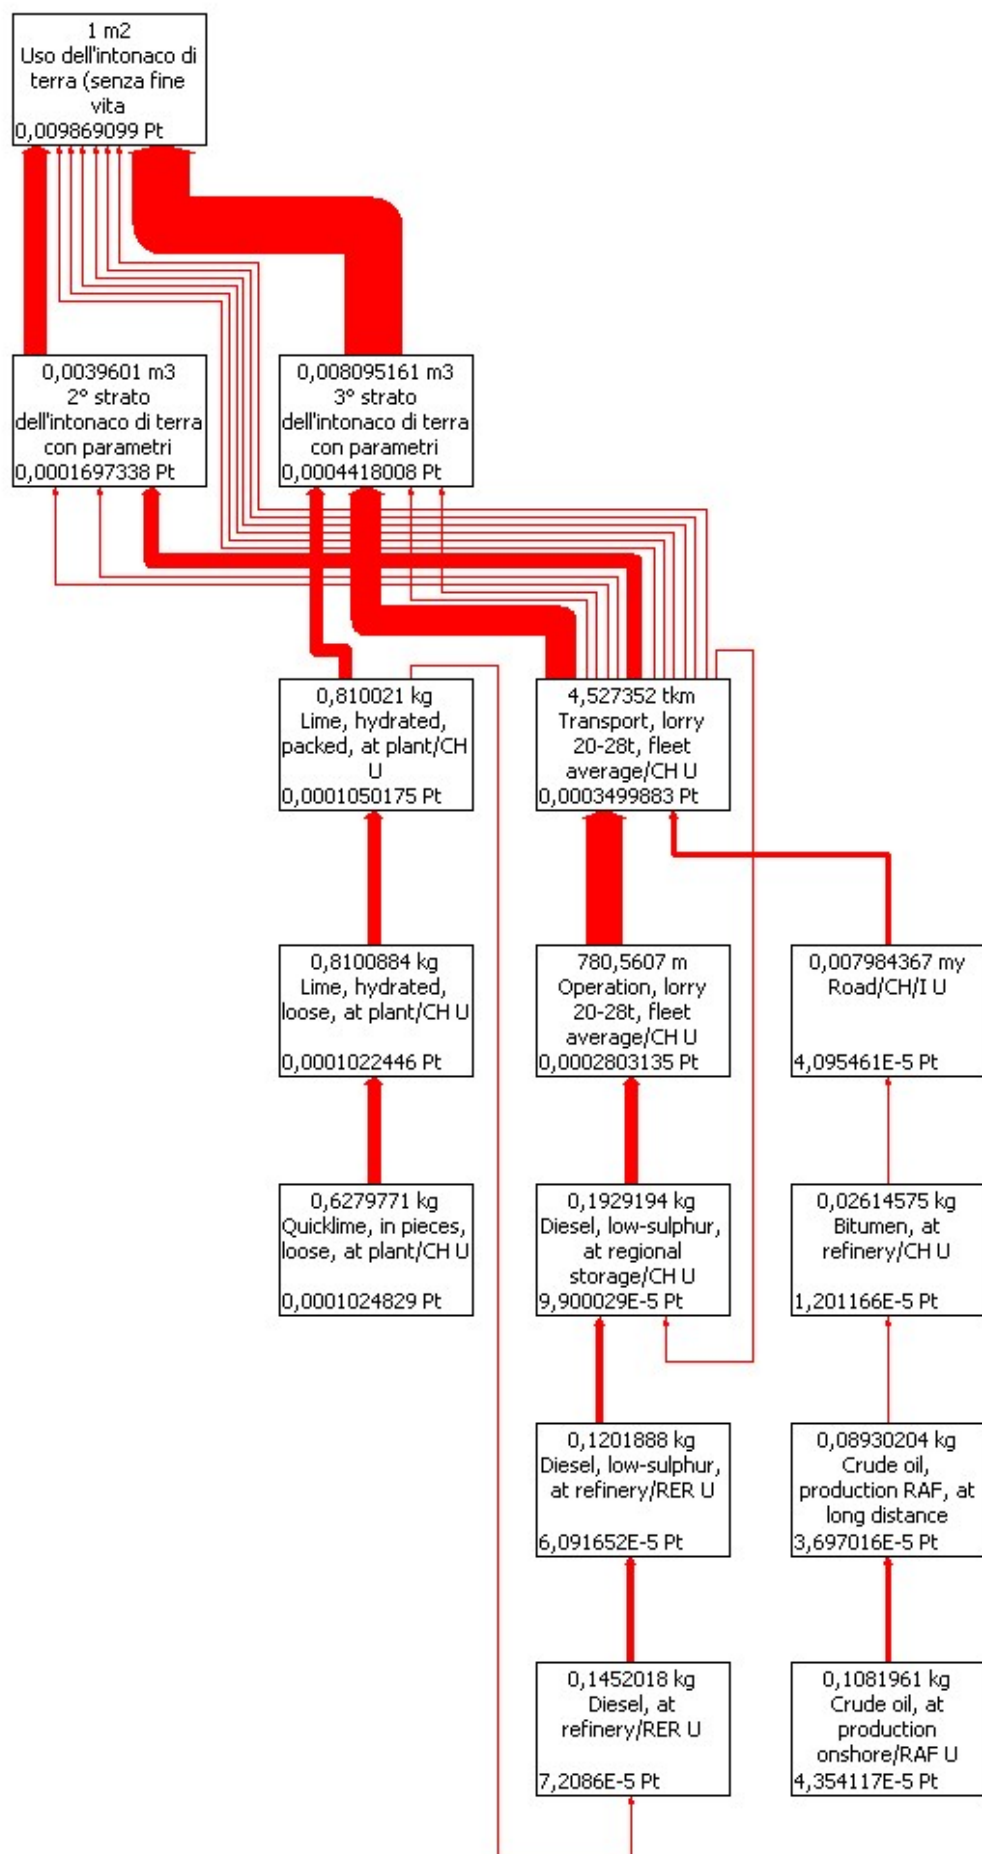 1 m2
Uso dell'intonaco di
terra (senza fine
vita
0,009869099 Pt
0,0039601 m3
2° strato
dell'intonaco di terra
con parametri
0,0001697338 Pt
0,008095161 m3
3° strato
dell'intonaco di terra
con parametri
0,0004418008 Pt
0,810021 kg
Lime, hydrated,
packed, at plant/CH
U
0,0001050175 Pt
4,527352 tkm
Transport, lorry
20-28t, fleet
average/CH U
0,0003499883 Pt
0,8100884 kg
Lime, hydrated,
loose, at plant/CH U
0,0001022446 Pt
780,5607 m
Operation, lorry
20-28t, fleet
average/CH U
0,0002803135 Pt
0,007984367 my
Road/CH/I U
4,095461E-5 Pt
0,6279771 kg
Quicklime, in pieces,
loose, at plant/CH U
0,0001024829 Pt
0,1929194 kg
Diesel, low-sulphur,
at regional
storage/CH U
9,900029E-5 Pt
0,02614575 kg
Bitumen, at
refinery/CH U
1,201166E-5 Pt
0,1201888 kg
Diesel, low-sulphur,
at refinery/RER U
6,091652E-5 Pt
0,08930204 kg
Crude oil,
production RAF, at
long distance
3,697016E-5 Pt
0,1452018 kg
Diesel, at
refinery/RER U
7,2086E-5 Pt
0,1081961 kg
Crude oil, at
production
onshore/RAF U
4,354117E-5 Pt